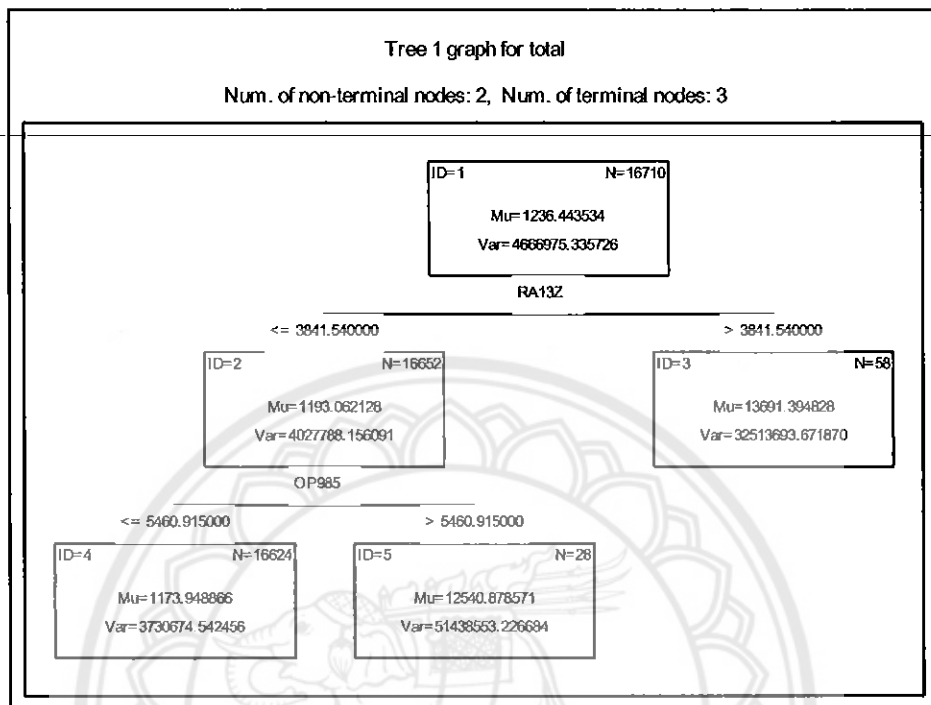 Tree 1 graph for total
Num. of non-terminal nodes: 2, Num. of terminal nodes: 3
ID=1 N=16710
Mu=1236.443534
Var=4666975.335726
RA13Z
<= 3841.540000 > 3841.540000
ID=2 N=16652
Mu=1193.062128
Var=4027788.156091
ID=3 N=58
Mu=13691.394828
Var=32513693.671870
OP985
<= 5460.915000 > 5460.915000
ID=4 N=16624
Mu=1173.948866
Var=3730674.542456
ID=5 N=28
Mu=12540.878571
Var=51438553.226684